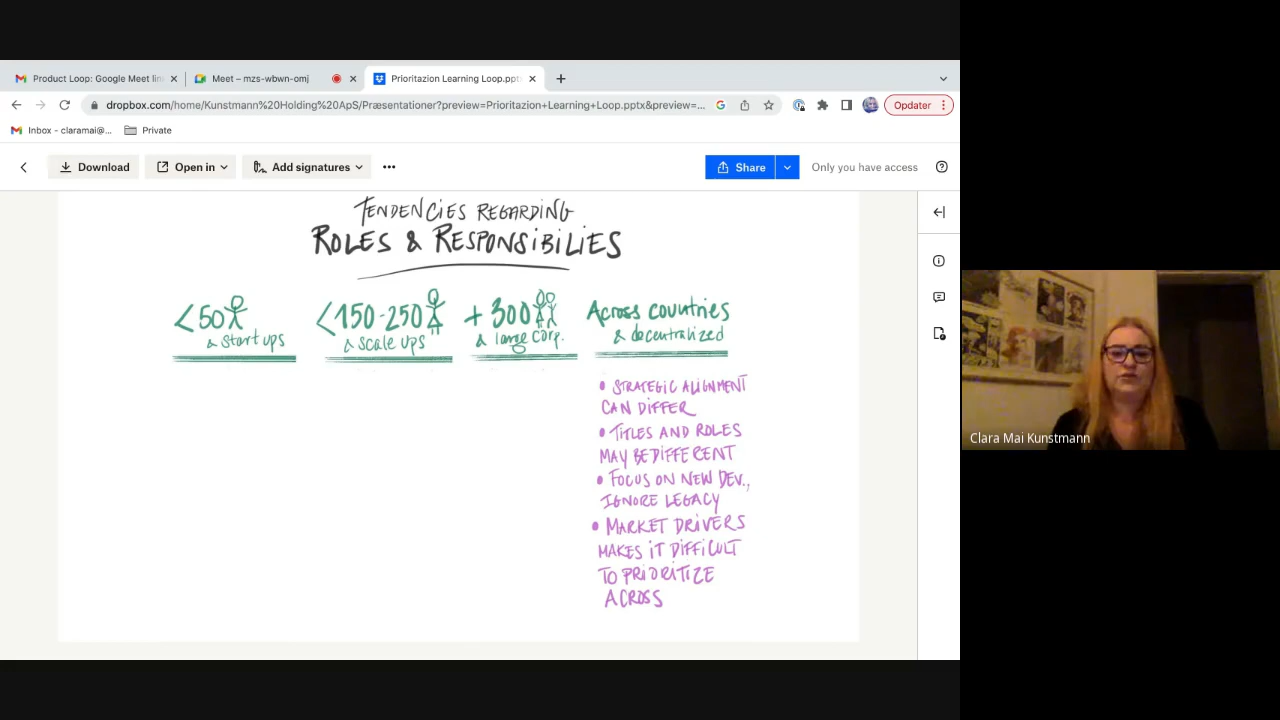 Product Loop: Google Meet lin
Meet – mzs-wbwn-omj
Prioritazion Learning Loop.ppt
dropbox.com/home/Kunstmann%20Holding%20ApS/Præsentationer?preview=Prioritazion+Learning+Loop.pptx&preview=...
Opdater
Inbox - claramai@...
Private
Download
Open in
Add signatures
Share
Only you have access
TENDENCIES REGARDING
ROLES & RESPONSIBILIES
<50
& startups
<150-250
& scale ups"
+ 300
& large corp.
Across countries
& decentralized
• STRATEGIC ALIGNMENT
CAN DIFFER
• TITLES AND ROLES
MAY BE DIFFERENT
• FOCUS ON NEW DEV.,
IGNORE LEGACY
• MARKET DRIVERS
MAKES IT DIFFICULT
TO PRIORITIZE
ACROSS
Clara Mai Kunstmann